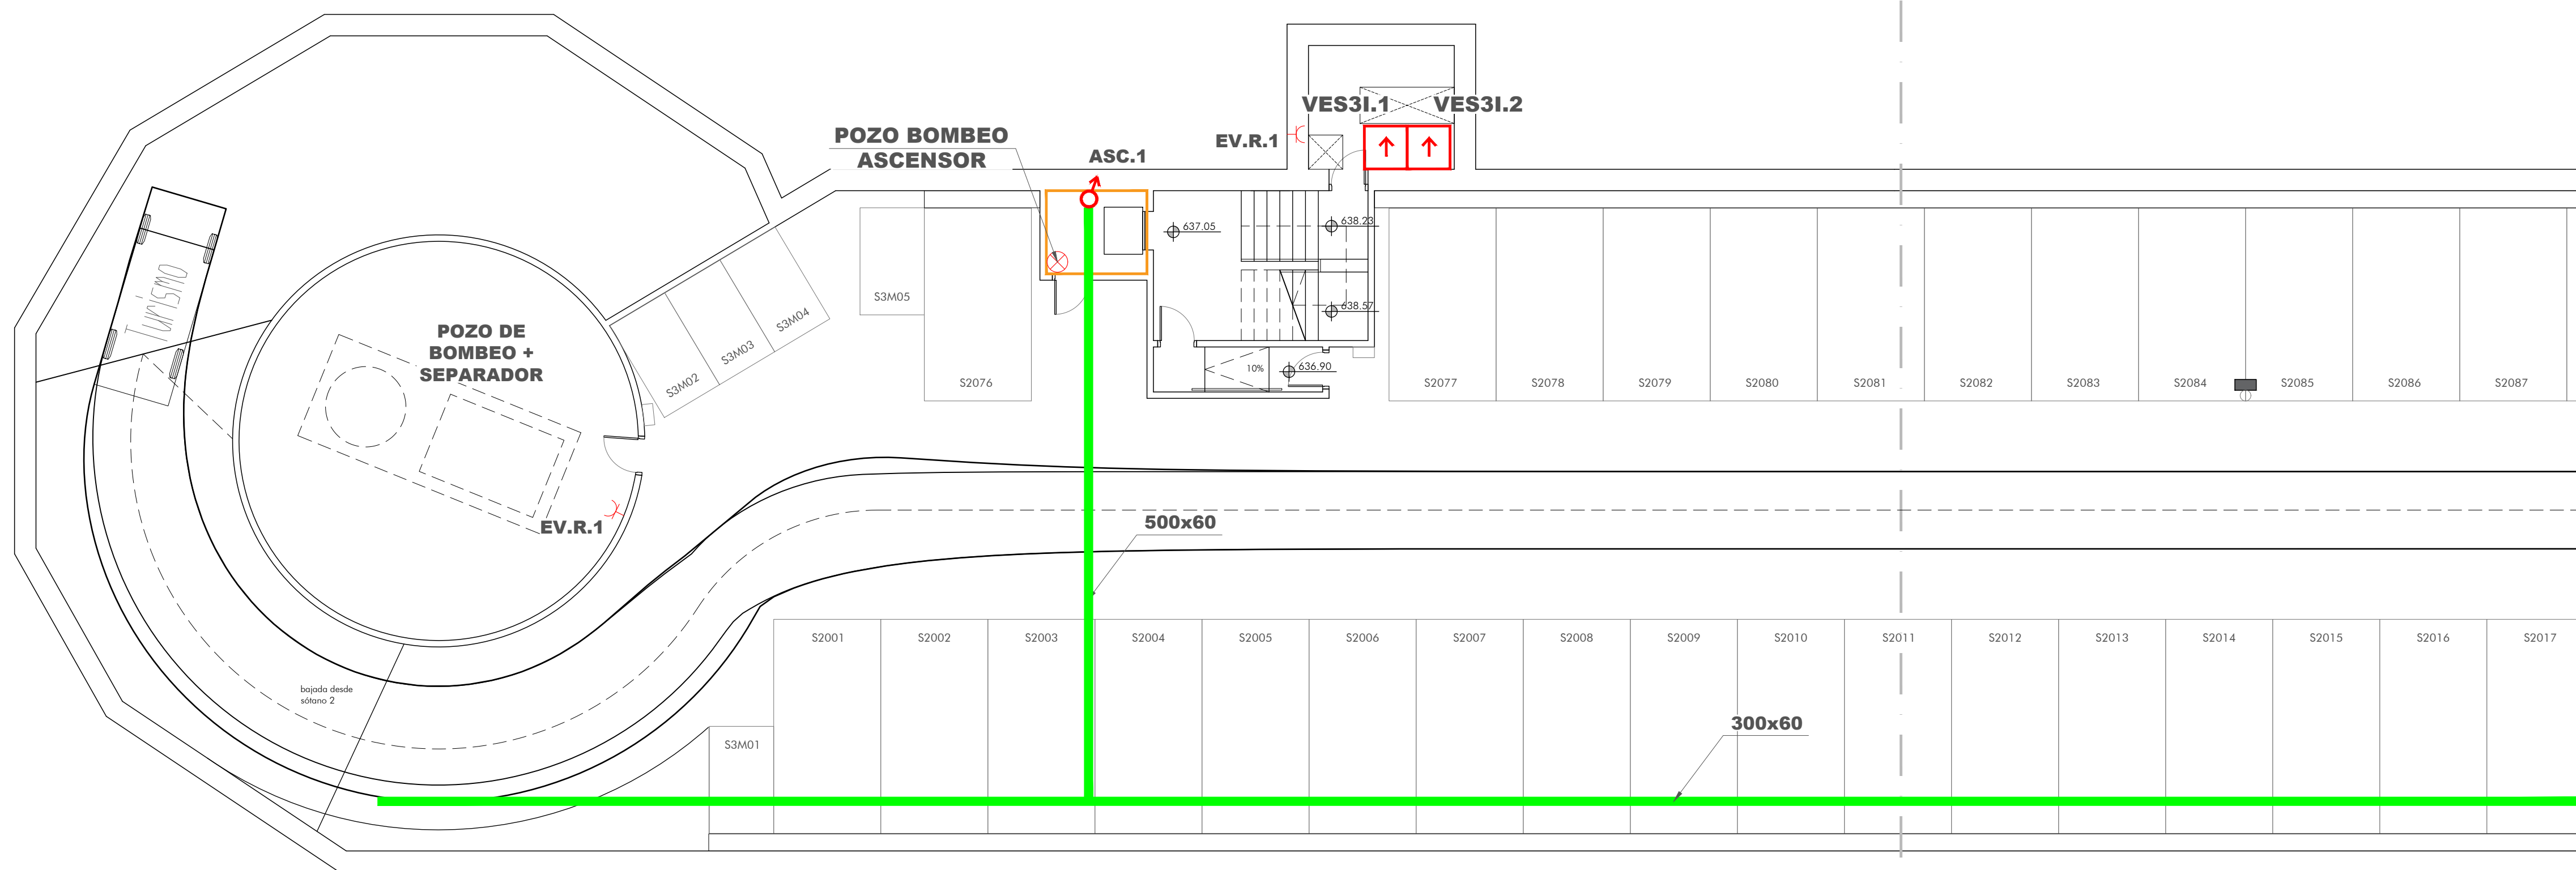 VES3I.1
VES3I.2
POZO BOMBEO
ASCENSOR
EV.R.1
ASC.1
637.05
638.23
638.57
636.90
10%
Turismo
POZO DE
BOMBEO +
SEPARADOR
EV.R.1
S3M05
S3M04
S3M03
S3M02
S2076
S2077
S2078
S2079
S2080
S2081
S2082
S2083
S2084
S2085
S2086
S2087
500x60
S2001
S2002
S2003
S2004
S2005
S2006
S2007
S2008
S2009
S2010
S2011
S2012
S2013
S2014
S2015
S2016
S2017
bajada desde
sótano 2
S3M01
300x60